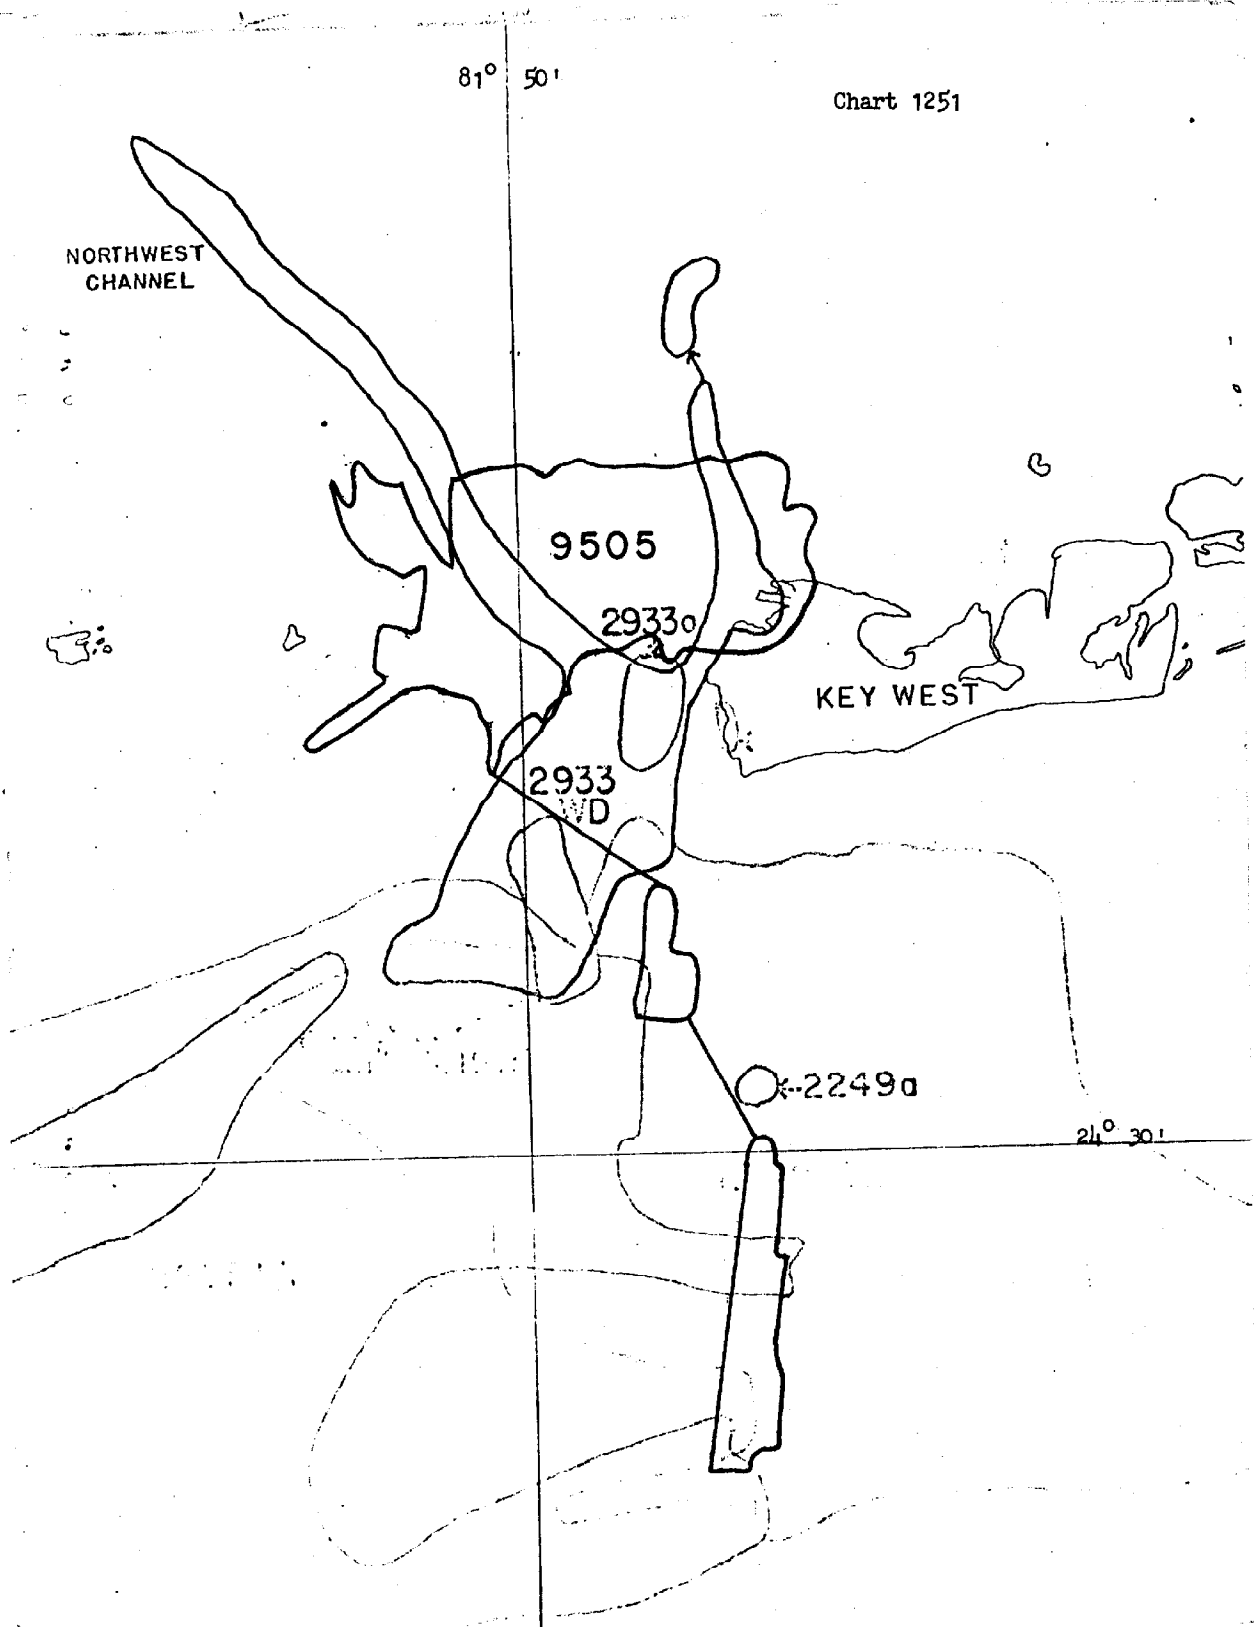 81° 50'
Chart 1251
NORTHWEST
CHANNEL
9505
2933a
KEY WEST
2933
WD
2249a
24° 30'